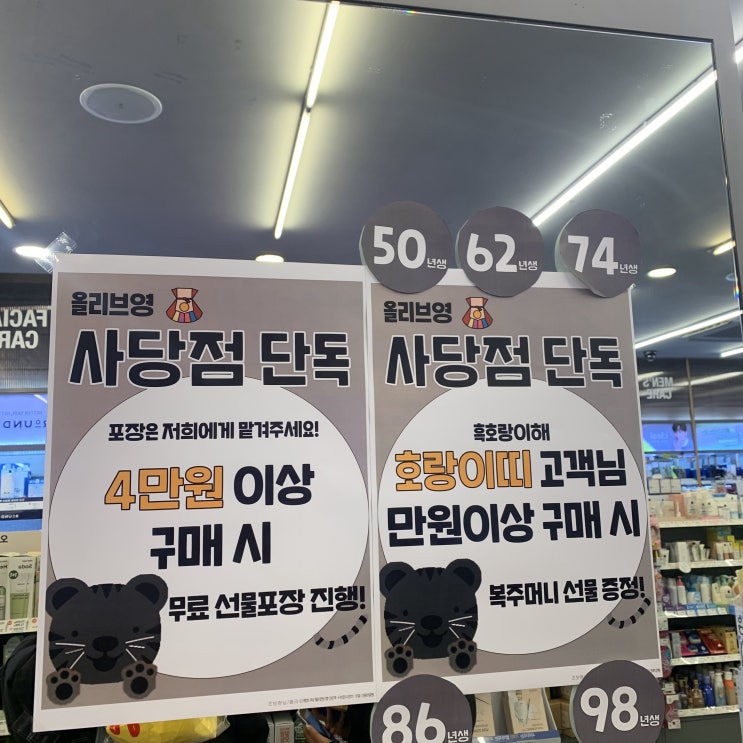 50년생
62년생
74년생
올리브영
사당점 단독
포장은 저희에게 맡겨주세요!
4만원 이상
구매 시
무료 선물포장 진행!
올리브영
사당점 단독
흑호랑이해
호랑이띠 고객님
만원이상 구매 시
복주머니 선물 증정!
86년생
98년생
FACIA
CAR
ROUND
MEN'S
CARE